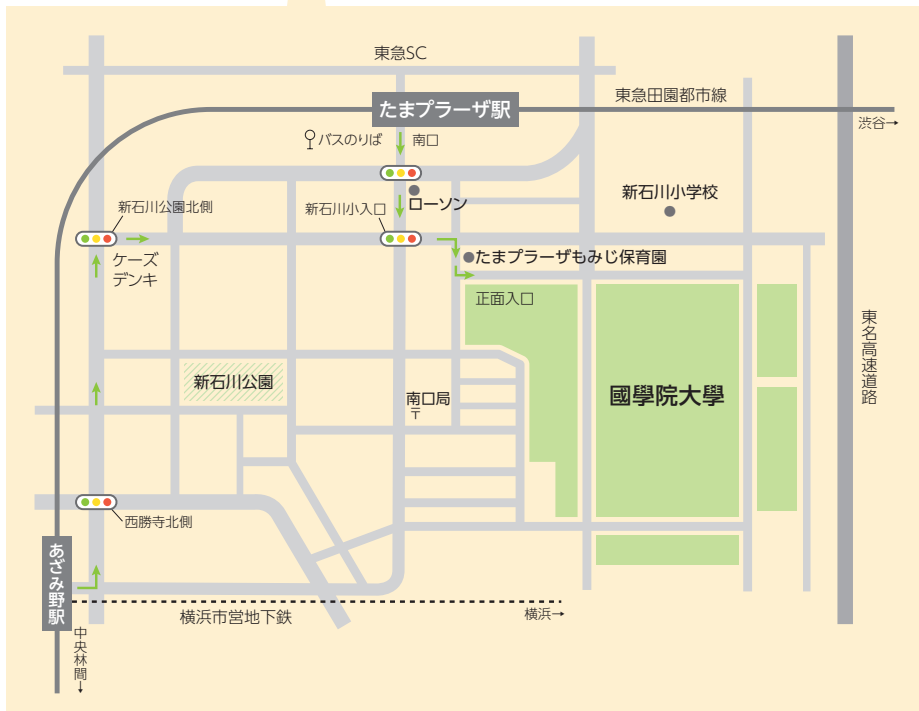 東急SC
たまプラーザ駅
東急田園都市線
渋谷→
バスのりば
南口
新石川小学校
ローソン
新石川公園北側
新石川小入口
ケーズ
デンキ
たまプラーザもみじ保育園
正面入口
東名高速道路
新石川公園
南口局
〒
國學院大學
西勝寺北側
あざみ野駅
横浜市営地下鉄
横浜→
中央林間→